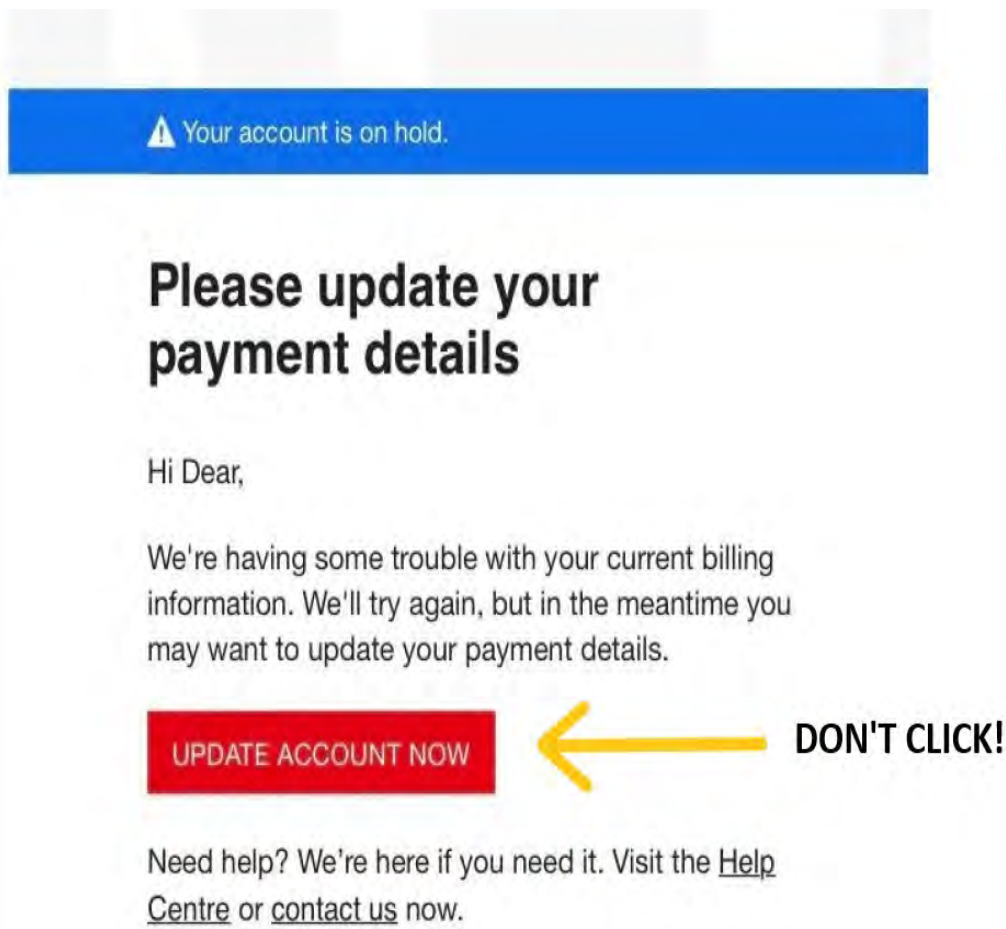 Your account is on hold.
Please update your
payment details
Hi Dear,
We're having some trouble with your current billing
information. We'll try again, but in the meantime you
may want to update your payment details.
UPDATE ACCOUNT NOW
DON'T CLICK!
Need help? We're here if you need it. Visit the Help
Centre or contact us now.